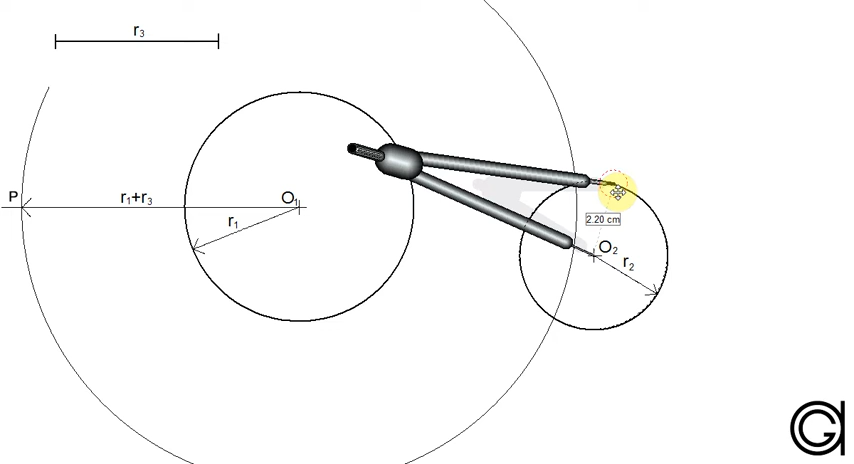 r₃
P
r₁+r₃
O₁
r₁
2.20 cm
O₂
r₂